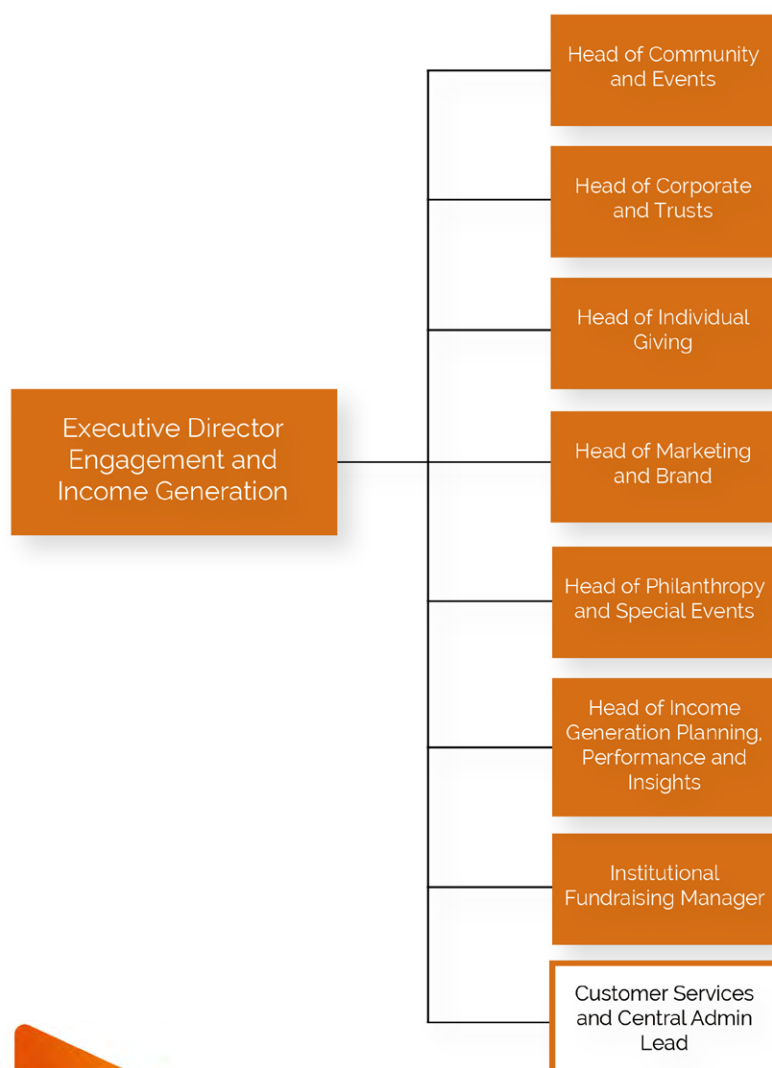 Head of Community
and Events
Head of Corporate
and Trusts
Head of Individual
Giving
Executive Director
Engagement and
Income Generation
Head of Marketing
and Brand
Head of Philanthropy
and Special Events
Head of Income
Generation Planning,
Performance and
Insights
Institutional
Fundraising Manager
Customer Services
and Central Admin
Lead